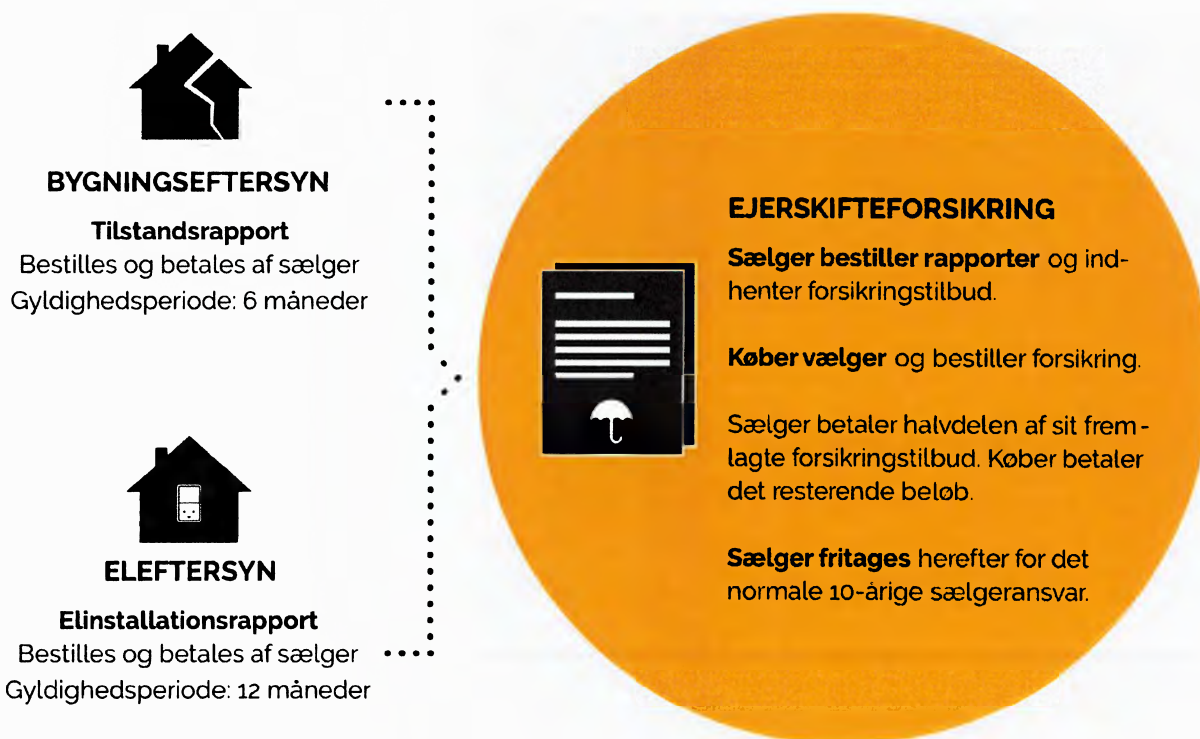 BYGNINGSEFTERSYN
Tilstandsrapport
Bestilles og betales af sælger
Gyldighedsperiode: 6 måneder
ELEFTERSYN
Elinstallationsrapport
Bestilles og betales af sælger
Gyldighedsperiode: 12 måneder
EJERSKIFTEFORSIKRING
Sælger bestiller rapporter og ind-
henter forsikringstilbud.
Køber vælger og bestiller forsikring.
Sælger betaler halvdelen af sit frem-
lagte forsikringstilbud. Køber betaler
det resterende beløb.
Sælger fritages herefter for det
normale 10-årige sælgeransvar.